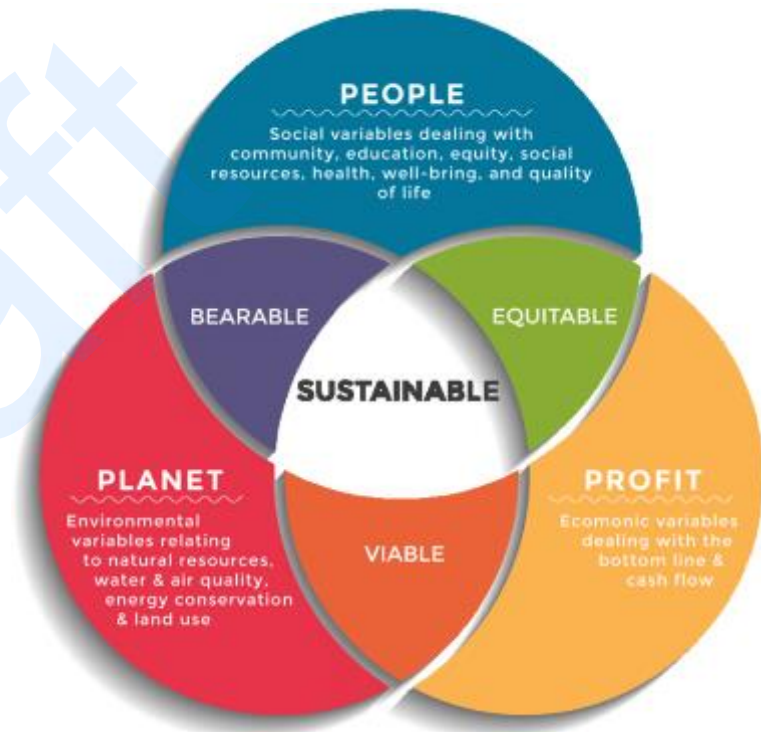 PEOPLE
Social variables dealing with
community, education, equity, social
resources, health, well-bring, and quality
of life
BEARABLE
EQUITABLE
SUSTAINABLE
PLANET
Environmental
variables relating
to natural resources,
water & air quality,
energy conservation
& land use
PROFIT
Ecomonic variables
dealing with the
bottom line &
cash flow
VIABLE